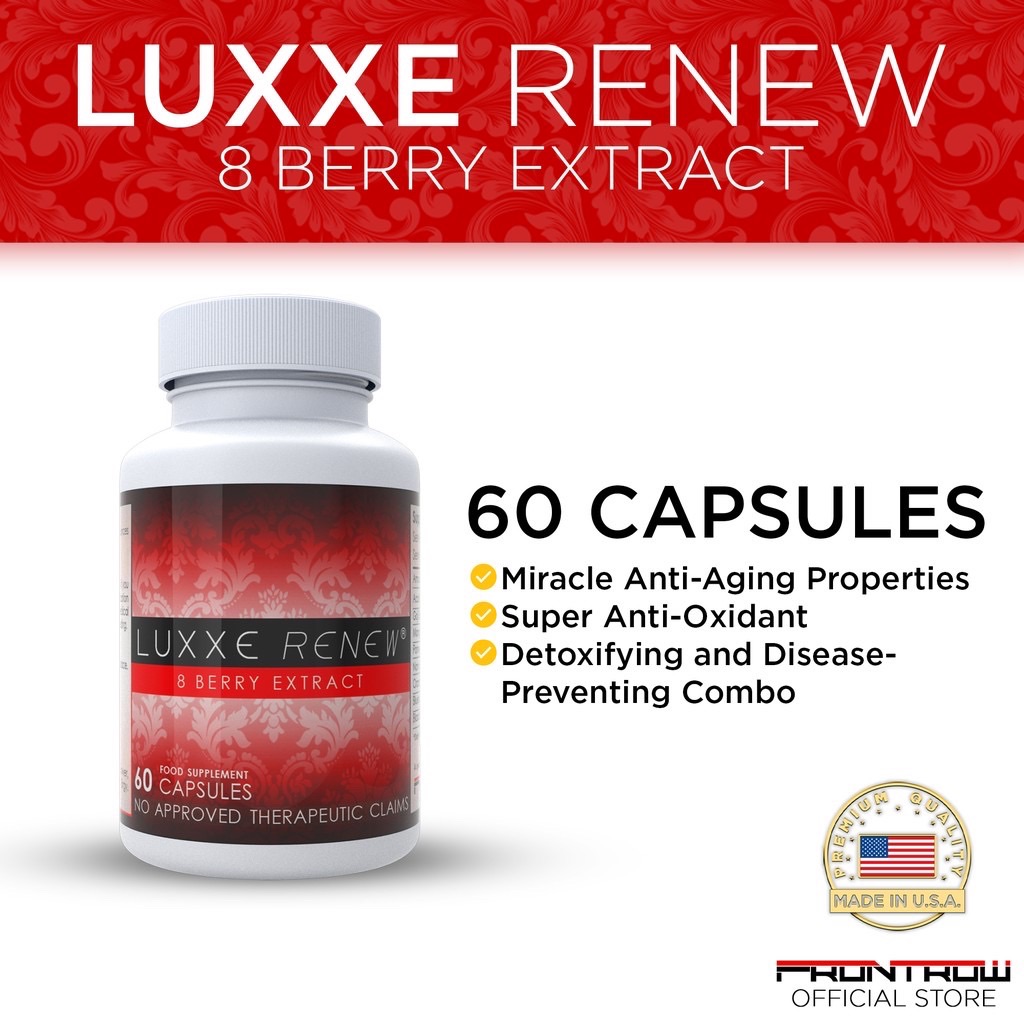 LUXXE RENEW
8 BERRY EXTRACT
LUXXE RENEW®
8 BERRY EXTRACT
FOOD SUPPLEMENT
60 CAPSULES
NO APPROVED THERAPEUTIC CLAIMS
60 CAPSULES
Miracle Anti-Aging Properties
Super Anti-Oxidant
Detoxifying and Disease-
Preventing Combo
PREMIUM QUALITY
MADE IN U.S.A.
FRONTROW
OFFICIAL STORE